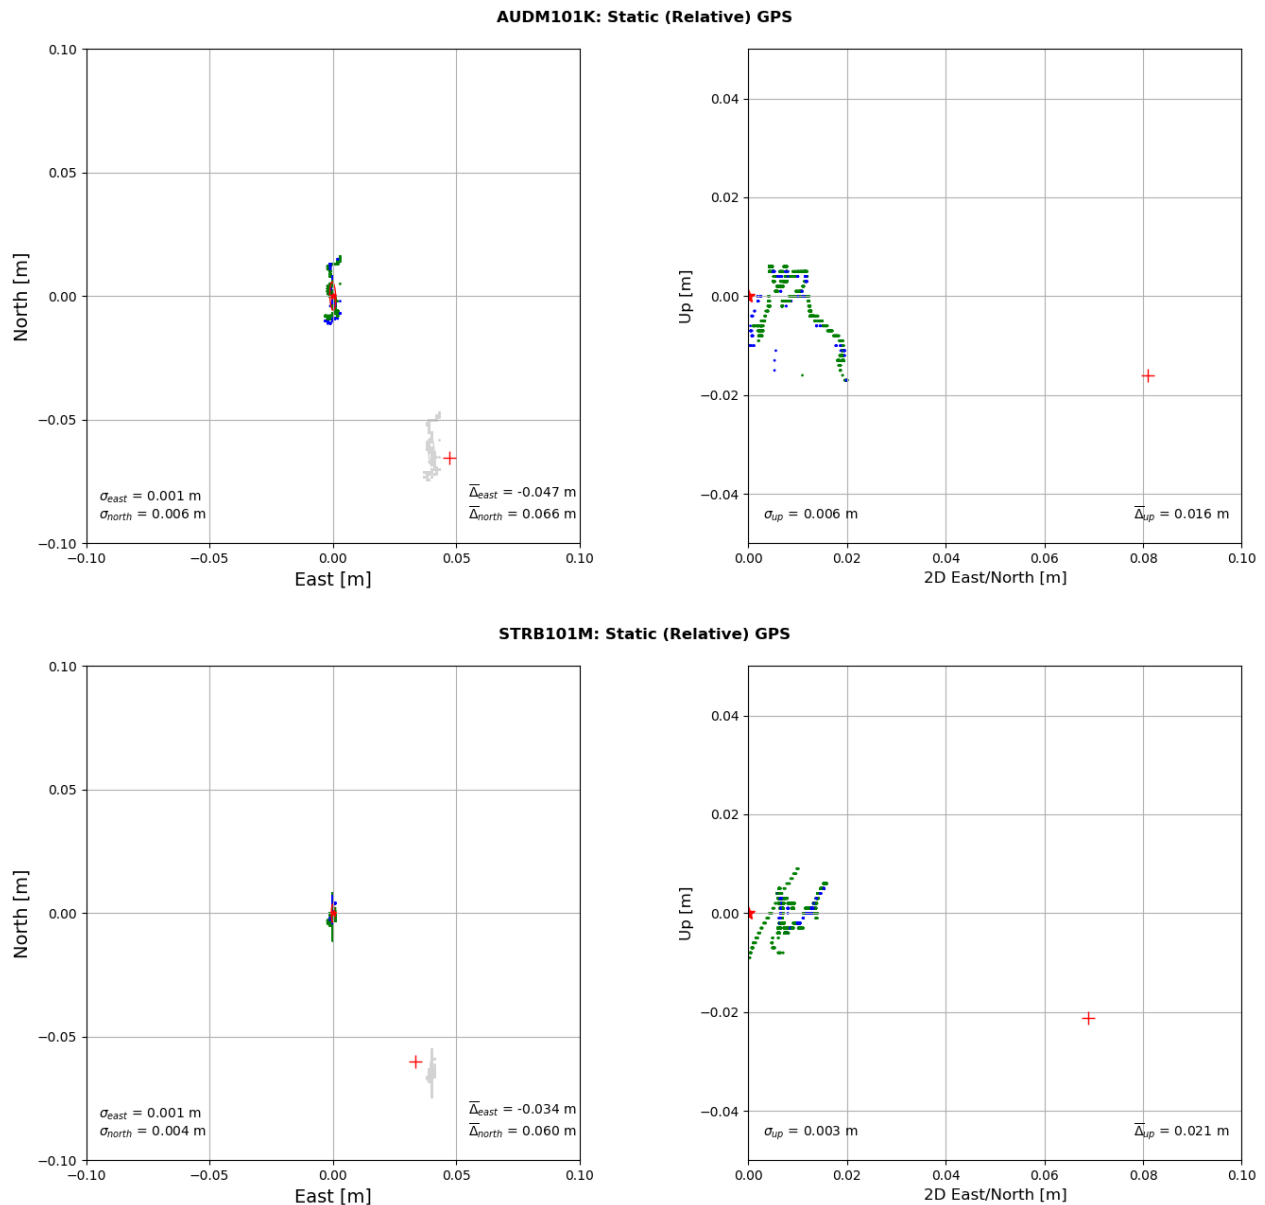 AUDM101K: Static (Relative) GPS
0.10
0.05
0.00
−0.05
−0.10
North [m]
σeast = 0.001 m
σnorth = 0.006 m
Δ̅east = -0.047 m
Δ̅north = 0.066 m
−0.10 −0.05 0.00 0.05 0.10
East [m]
0.04
0.02
0.00
−0.02
−0.04
Up [m]
σup = 0.006 m
Δ̅up = 0.016 m
0.00 0.02 0.04 0.06 0.08 0.10
2D East/North [m]
STRB101M: Static (Relative) GPS
0.10
0.05
0.00
−0.05
−0.10
North [m]
σeast = 0.001 m
σnorth = 0.004 m
Δ̅east = -0.034 m
Δ̅north = 0.060 m
−0.10 −0.05 0.00 0.05 0.10
East [m]
0.04
0.02
0.00
−0.02
−0.04
Up [m]
σup = 0.003 m
Δ̅up = 0.021 m
0.00 0.02 0.04 0.06 0.08 0.10
2D East/North [m]